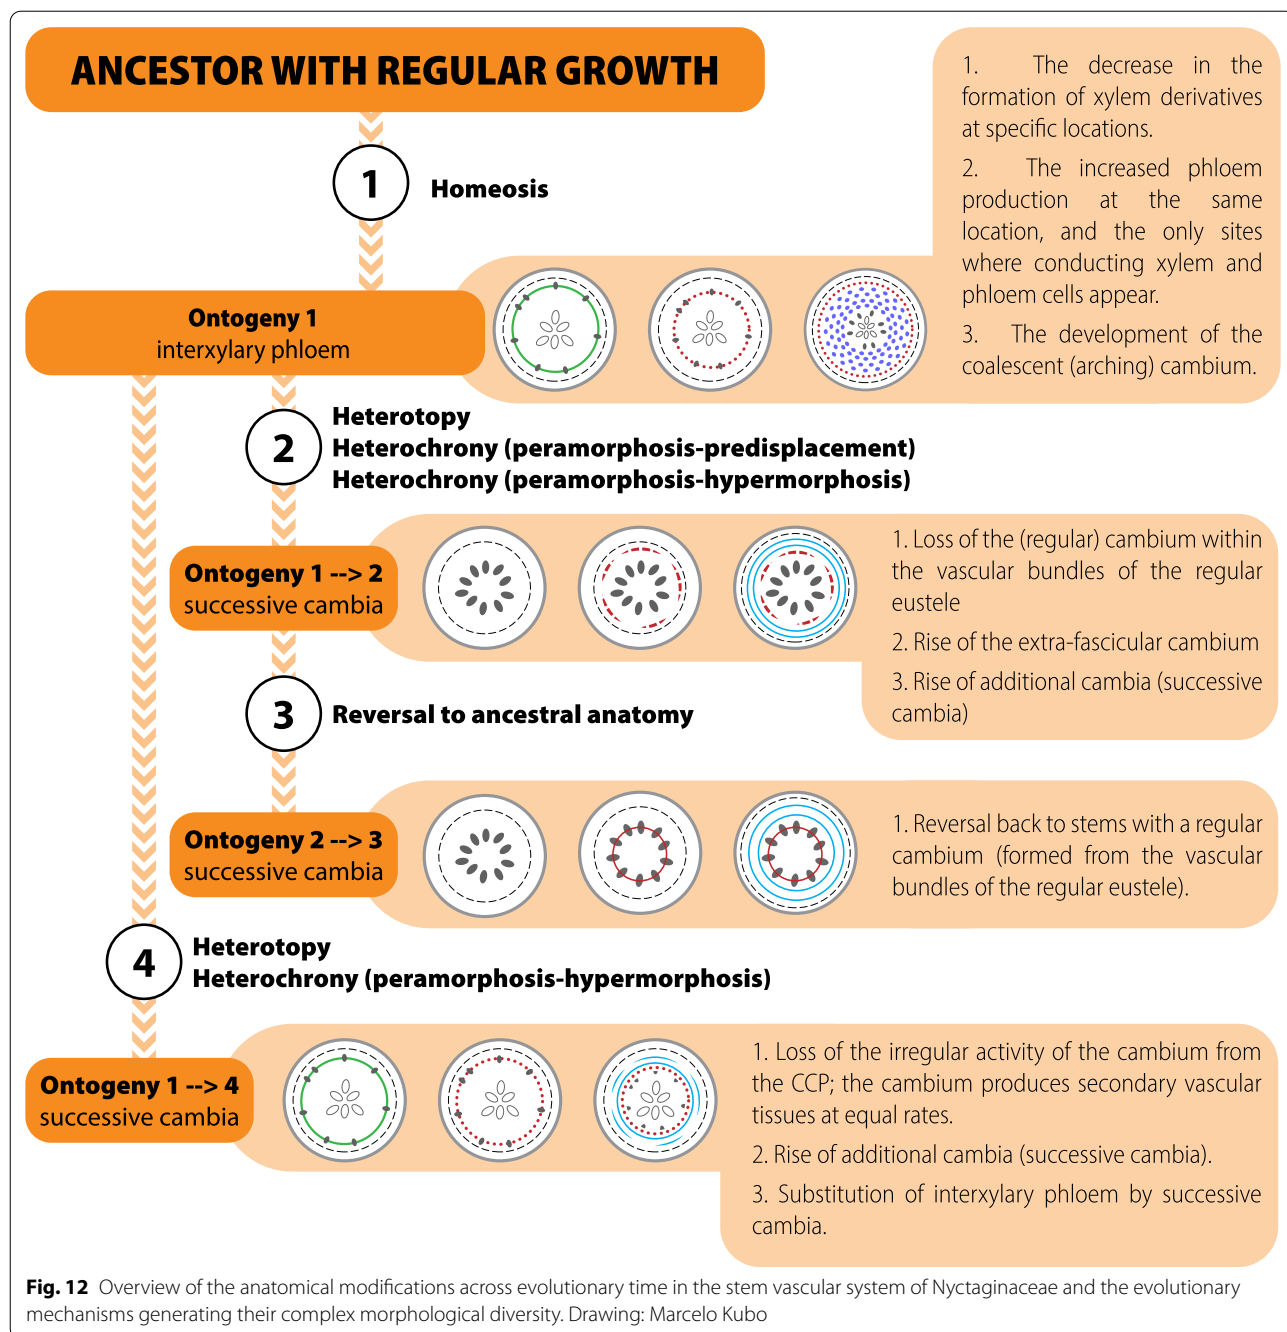 ANCESTOR WITH REGULAR GROWTH
1. The decrease in the
formation of xylem derivatives
at specific locations.
2. The increased phloem
production at the same
location, and the only sites
where conducting xylem and
phloem cells appear.
3. The development of the
coalescent (arching) cambium.
1
Homeosis
Ontogeny 1
interxylary phloem
2
Heterotopy
Heterochrony (peramorphosis-predisplacement)
Heterochrony (peramorphosis-hypermorphosis)
Ontogeny 1 --> 2
successive cambia
1. Loss of the (regular) cambium within
the vascular bundles of the regular
eustele
2. Rise of the extra-fascicular cambium
3. Rise of additional cambia (successive
cambia)
3
Reversal to ancestral anatomy
Ontogeny 2 --> 3
successive cambia
1. Reversal back to stems with a regular
cambium (formed from the vascular
bundles of the regular eustele).
4
Heterotopy
Heterochrony (peramorphosis-hypermorphosis)
Ontogeny 1 --> 4
successive cambia
1. Loss of the irregular activity of the cambium from
the CCP; the cambium produces secondary vascular
tissues at equal rates.
2. Rise of additional cambia (successive cambia).
3. Substitution of interxylary phloem by successive
cambia.
Fig. 12 Overview of the anatomical modifications across evolutionary time in the stem vascular system of Nyctaginaceae and the evolutionary
mechanisms generating their complex morphological diversity. Drawing: Marcelo Kubo